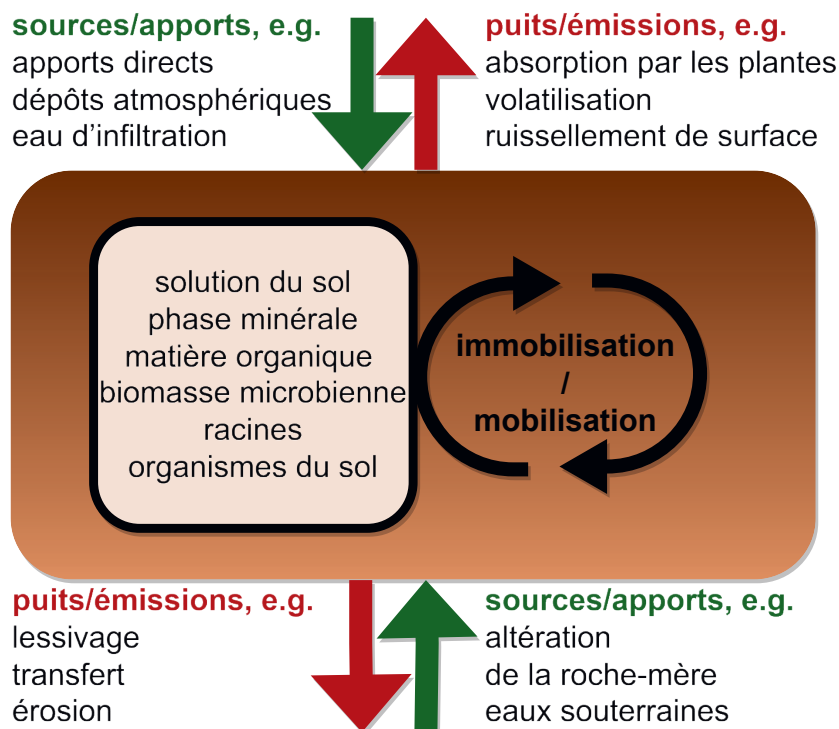 sources/apports, e.g.
apports directs
dépôts atmosphériques
eau d’infiltration
puits/émissions, e.g.
absorption par les plantes
volatilisation
ruissellement de surface
solution du sol
phase minérale
matière organique
biomasse microbienne
racines
organismes du sol
immobilisation
/
mobilisation
puits/émissions, e.g.
lessivage
transfert
érosion
sources/apports, e.g.
altération
de la roche-mère
eaux souterraines